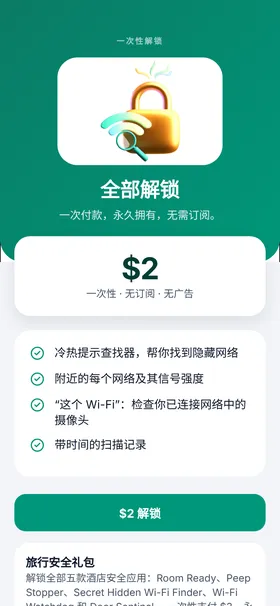 一次性解锁
全部解锁
一次付款，永久拥有，无需订阅。
$2
一次性 · 无订阅 · 无广告
冷热提示查找器，帮你找到隐藏网络
附近的每个网络及其信号强度
“这个 Wi-Fi”：检查你已连接网络中的
摄像头
带时间的扫描记录
$2 解锁
旅行安全礼包
解锁全部五款酒店安全应用：Room Ready、Peep
Stopper、Secret Hidden Wi-Fi Finder、Wi-Fi